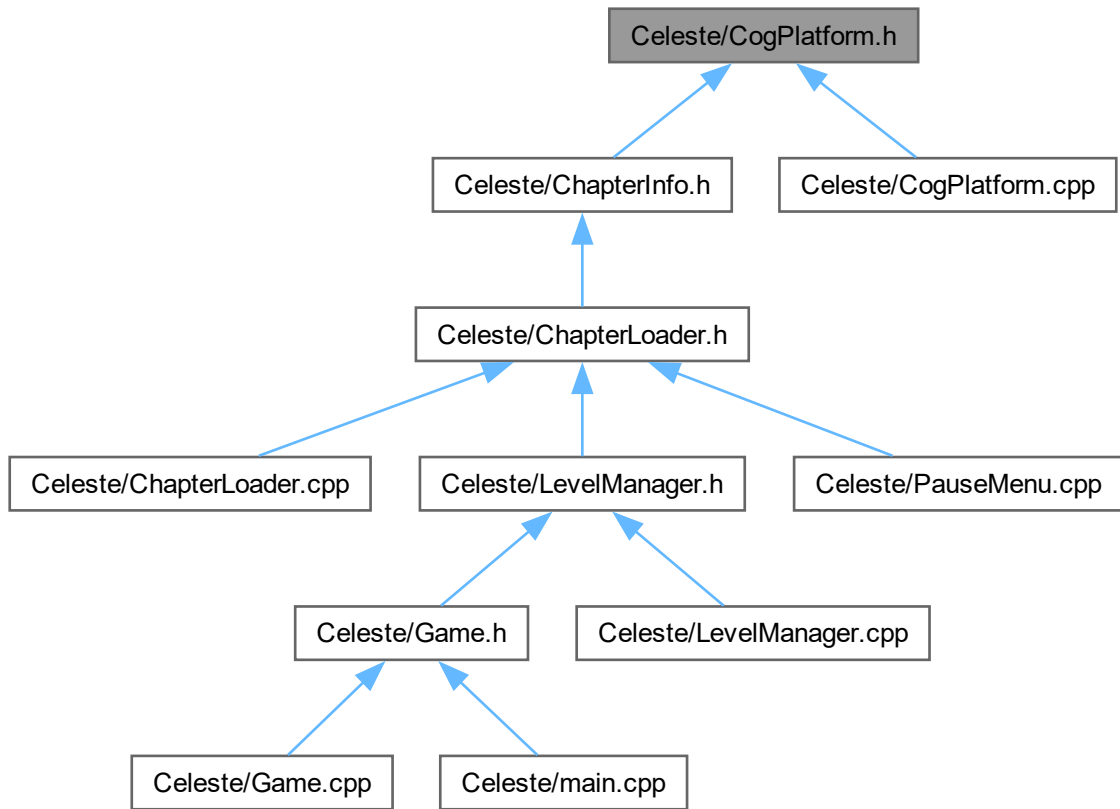 Celeste/CogPlatform.h
Celeste/ChapterInfo.h
Celeste/CogPlatform.cpp
Celeste/ChapterLoader.h
Celeste/ChapterLoader.cpp
Celeste/LevelManager.h
Celeste/PauseMenu.cpp
Celeste/Game.h
Celeste/LevelManager.cpp
Celeste/Game.cpp
Celeste/main.cpp